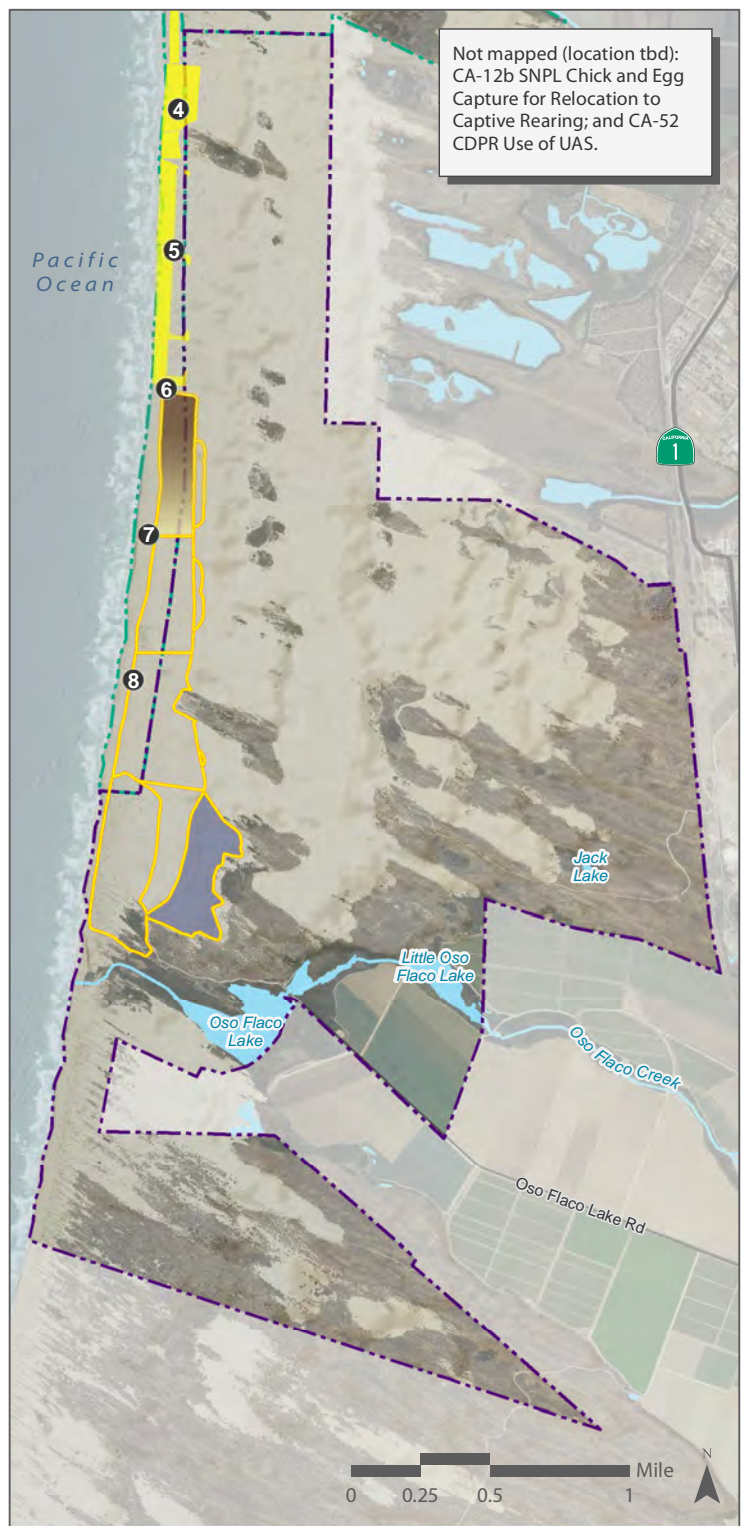 Not mapped (location tbd):
CA-12b SNPL Chick and Egg
Capture for Relocation to
Captive Rearing; and CA-52
CDPR Use of UAS.
4
5
Pacific
Ocean
6
CALIFORNIA
1
7
8
Jack
Lake
Little Oso
Flaco Lake
Oso Flaco
Lake
Oso Flaco Creek
Oso Flaco Lake Rd
N
Mile
0 0.25 0.5 1